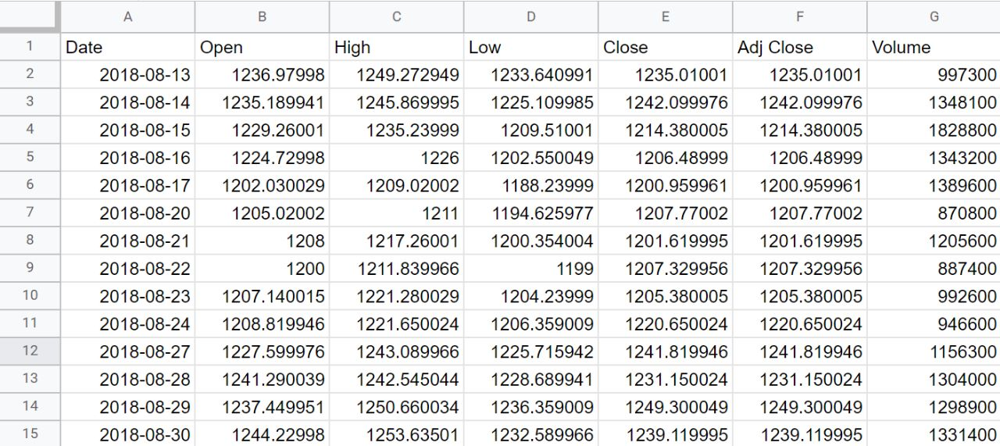 A B C D E F G
1 Date Open High Low Close Adj Close Volume
2 2018-08-13 1236.97998 1249.272949 1233.640991 1235.01001 1235.01001 997300
3 2018-08-14 1235.189941 1245.869995 1225.109985 1242.099976 1242.099976 1348100
4 2018-08-15 1229.26001 1235.23999 1209.51001 1214.380005 1214.380005 1828800
5 2018-08-16 1224.72998 1226 1202.550049 1206.48999 1206.48999 1343200
6 2018-08-17 1202.030029 1209.02002 1188.23999 1200.959961 1200.959961 1389600
7 2018-08-20 1205.02002 1211 1194.625977 1207.77002 1207.77002 870800
8 2018-08-21 1208 1217.26001 1200.354004 1201.619995 1201.619995 1205600
9 2018-08-22 1200 1211.839966 1199 1207.329956 1207.329956 887400
10 2018-08-23 1207.140015 1221.280029 1204.23999 1205.380005 1205.380005 992600
11 2018-08-24 1208.819946 1221.650024 1206.359009 1220.650024 1220.650024 946600
12 2018-08-27 1227.599976 1243.089966 1225.715942 1241.819946 1241.819946 1156300
13 2018-08-28 1241.290039 1242.545044 1228.689941 1231.150024 1231.150024 1304000
14 2018-08-29 1237.449951 1250.660034 1236.359009 1249.300049 1249.300049 1298900
15 2018-08-30 1244.22998 1253.63501 1232.589966 1239.119995 1239.119995 1331400